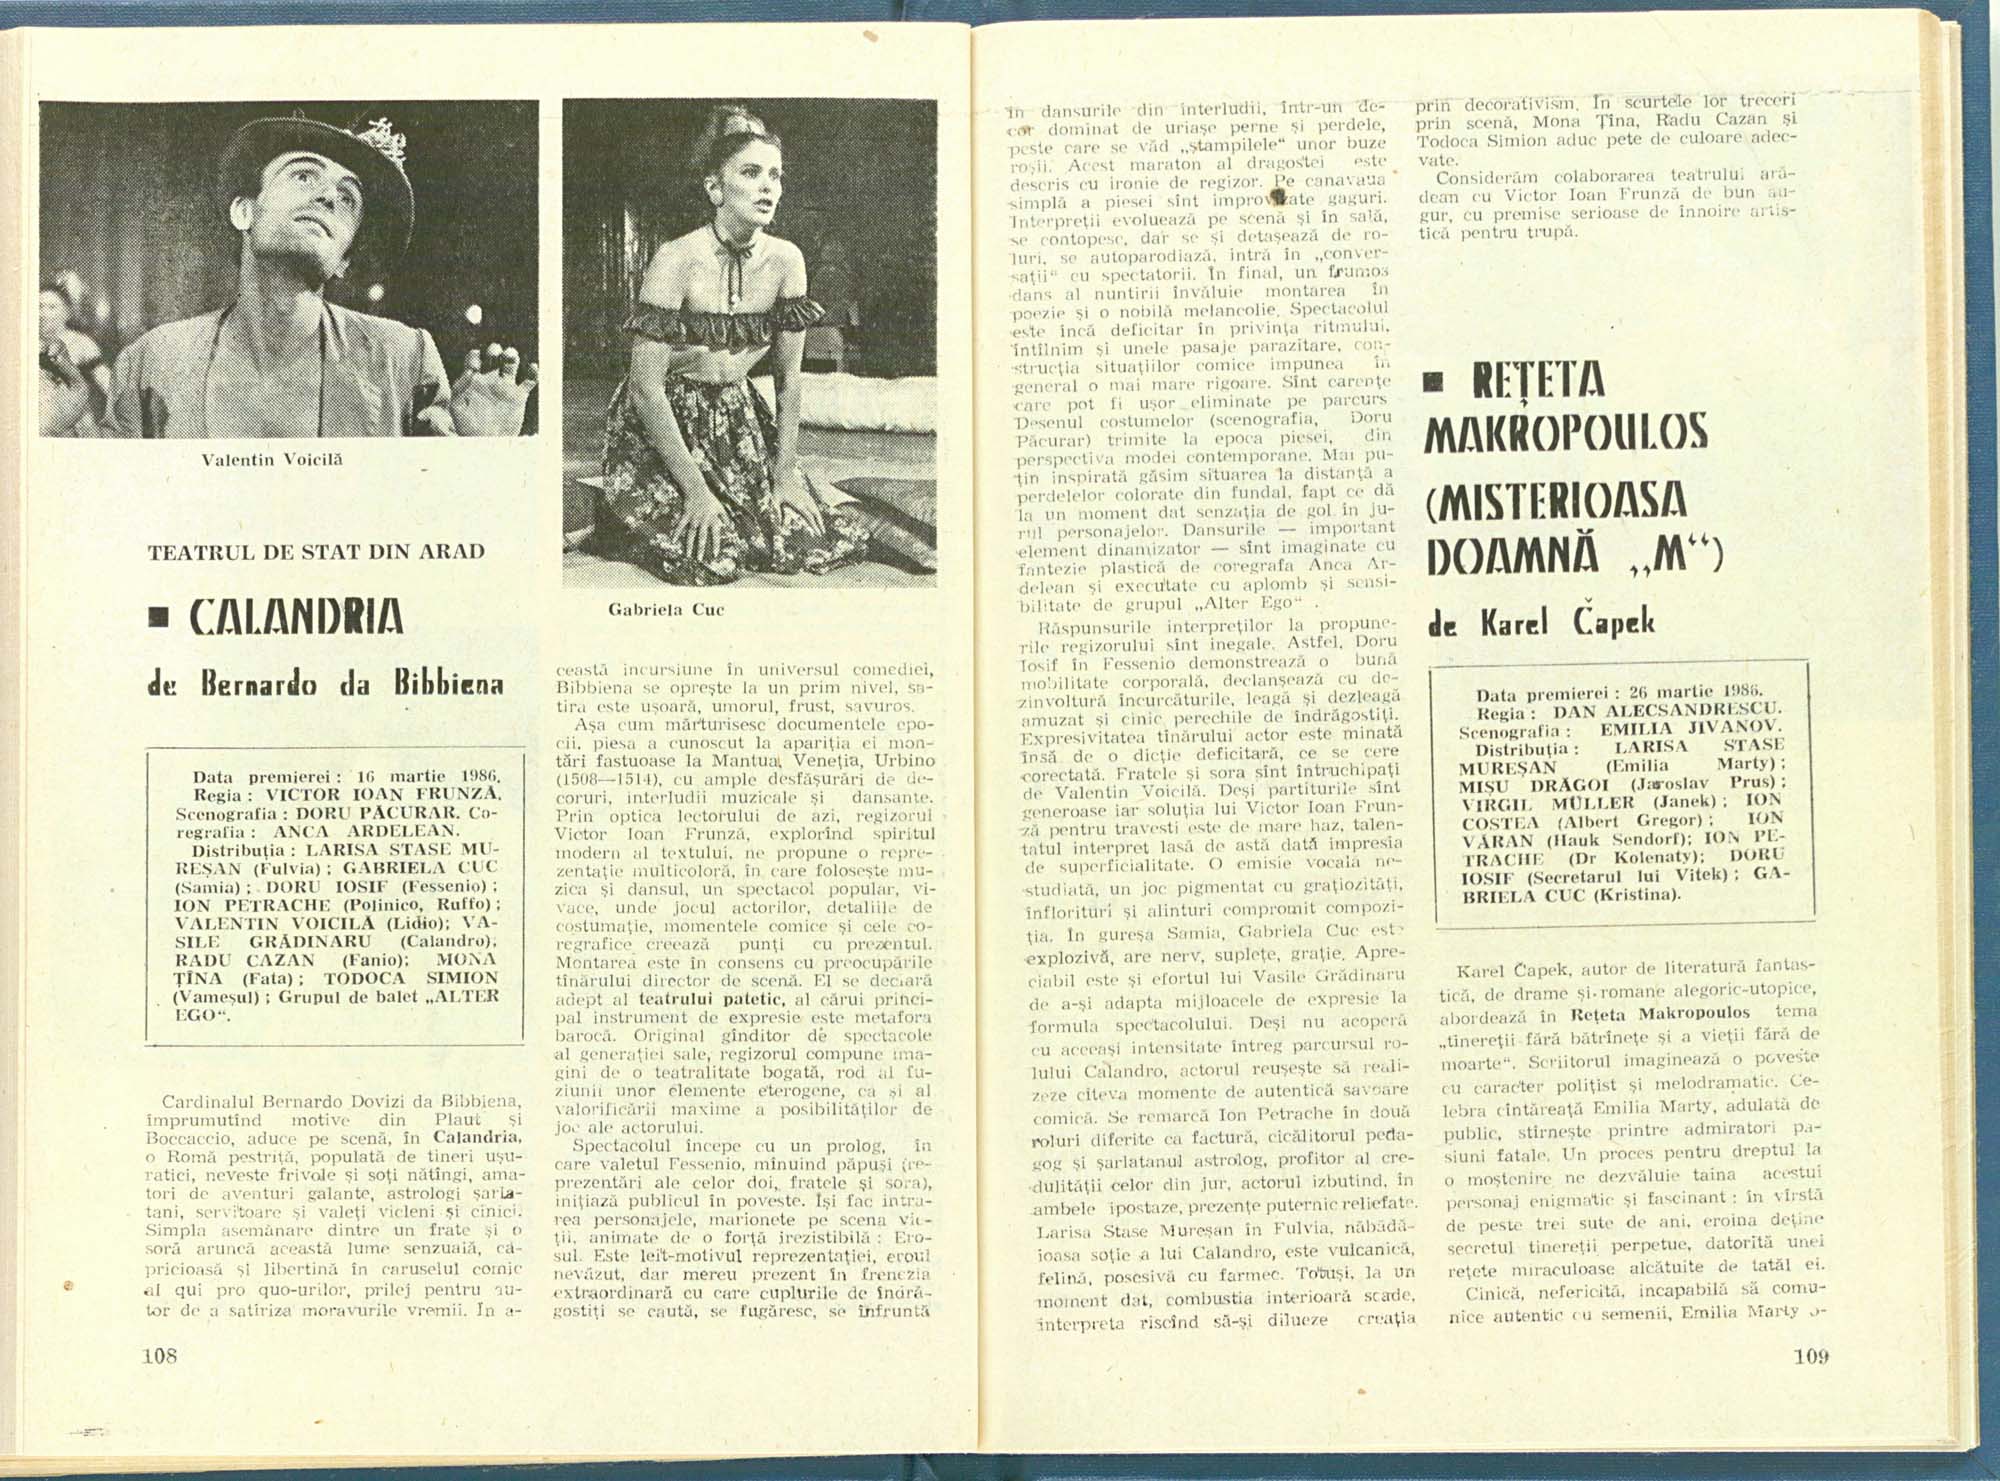 Valentin Voicilă
TEATRUL DE STAT DIN ARAD
■ CALANDRIA
de Bernardo da Bibbiena
Data premierei : 16 martie 1986.
Regia : VICTOR IOAN FRUNZĂ.
Scenografia : DORU PĂCURAR. Co-
regrafia : ANCA ARDELEAN.
Distribuția : LARISA STASE MU-
REȘAN (Fulvia) ; GABRIELA CUC
(Samia) ; DORU IOSIF (Fessenio) ;
ION PETRACHE (Polinico, Ruffo) ;
VALENTIN VOICILĂ (Lidio); VA-
SILE GRĂDINARU (Calandro);
RADU CAZAN (Fanio); MONA
ȚÎNA (Fata) ; TODOCA SIMION
(Vameșul) ; Grupul de balet „ALTER
EGO“.
Cardinalul Bernardo Dovizi da Bibbiena,
împrumutînd motive din Plaut și
Boccaccio, aduce pe scenă, în Calandria,
o Romă pestriță, populată de tineri ușu-
ratici, neveste frivole și soți nătîngi, ama-
tori de aventuri galante, astrologi șarla-
tani, servitoare și valeți vicleni și cinici.
Simpla asemănare dintre un frate și o
soră aruncă această lume senzuală, ca-
pricioasă și libertină în caruselul comic
al qui pro quo-urilor, prilej pentru au-
tor de a satiriza moravurile vremii. In a-
108
Gabriela Cuc
ceastă incursiune în universul comediei,
Bibbiena se oprește la un prim nivel, sa-
tira este ușoară, umorul, frust, savuros.
Așa cum mărturisesc documentele epo-
cii, piesa a cunoscut la apariția ei mon-
tări fastuoase la Mantua, Veneția, Urbino
(1508—1514), cu ample desfășurări de de-
coruri, interludii muzicale și dansante.
Prin optica lectorului de azi, regizorul
Victor Ioan Frunză, explorînd spiritul
modern al textului, ne propune o repre-
zentație multicoloră, în care folosește mu-
zica și dansul, un spectacol popular, vi-
vace, unde jocul actorilor, detaliile de
costumație, momentele comice și cele co-
regrafice creează punți cu prezentul.
Montarea este în consens cu preocupările
tînărului director de scenă. El se declară
adept al teatrului patetic, al cărui princi-
pal instrument de expresie este metafora
barocă. Original gînditor de spectacole
al generației sale, regizorul compune ima-
gini de o teatralitate bogată, rod al fu-
ziunii unor elemente eterogene, ca și al
valorificării maxime a posibilităților de
joc ale actorului.
Spectacolul începe cu un prolog, în
care valetul Fessenio, mînuind păpuși (re-
prezentări ale celor doi, fratele și sora),
inițiază publicul în poveste. Își fac intra-
rea personajele, marionete pe scena vie-
ții, animate de o forță irezistibilă : Ero-
sul. Este leit-motivul reprezentației, eroul
nevăzut, dar mereu prezent în frenezia
extraordinară cu care cuplurile de îndră-
gostiți se caută, se fugăresc, se înfruntă
în dansurile din interludii, într-un de-
cor dominat de uriașe perne și perdele,
peste care se văd „ștampilele“ unor buze
roșii. Acest maraton al dragostei este
descris cu ironie de regizor. Pe canavaua
simplă a piesei sînt improvizate gaguri.
Interpreții evoluează pe scenă și în sală,
se contopesc, dar se și detașează de ro-
luri, se autoparodiază, intră în „conver-
sații“ cu spectatorii. În final, un frumos
dans al nuntirii învăluie montarea în
poezie și o nobilă melancolie. Spectacolul
este încă deficitar în privința ritmului,
întîlnim și unele pasaje parazitare, con-
strucția situațiilor comice impunea în
general o mai mare rigoare. Sînt carențe
care pot fi ușor eliminate pe parcurs
Desenul costumelor (scenografia, Doru
Păcurar) trimite la epoca piesei, din
perspectiva modei contemporane. Mai pu-
țin inspirată găsim situarea la distanță a
perdelelor colorate din fundal, fapt ce dă
la un moment dat senzația de gol în ju-
rul personajelor. Dansurile — important
element dinamizator — sînt imaginate cu
fantezie plastică de coregrafa Anca Ar-
delean și executate cu aplomb și sensi-
bilitate de grupul „Alter Ego“ .
Răspunsurile interpreților la propune-
rile regizorului sînt inegale. Astfel, Doru
Iosif în Fessenio demonstrează o bună
mobilitate corporală, declanșează cu de-
zinvoltură încurcăturile, leagă și dezleagă
amuzat și cinic perechile de îndrăgostiți.
Expresivitatea tînărului actor este minată
însă de o dicție deficitară, ce se cere
corectată. Fratele și sora sînt întruchipați
de Valentin Voicilă. Deși partiturile sînt
generoase iar soluția lui Victor Ioan Frun-
ză pentru travesti este de mare haz, talen-
tatul interpret lasă de astă dată impresia
de superficialitate. O emisie vocală ne-
studiată, un joc pigmentat cu grațiozități,
înflorituri și alinturi compromit compozi-
ția. In gureșa Samia, Gabriela Cuc este
explozivă, are nerv, suplețe, grație. Apre-
ciabil este și efortul lui Vasile Grădinaru
de a-și adapta mijloacele de expresie la
formula spectacolului. Deși nu acoperă
cu aceeași intensitate întreg parcursul ro-
lului Calandro, actorul reușește să reali-
zeze cîteva momente de autentică savoare
comică. Se remarcă Ion Petrache în două
roluri diferite ca factură, cicălitorul peda-
gog și șarlatanul astrolog, profitor al cre-
dulității celor din jur, actorul izbutind, în
ambele ipostaze, prezențe puternic reliefate.
Larisa Stase Mureșan în Fulvia, năbădă-
ioasa soție a lui Calandro, este vulcanică,
felină, posesivă cu farmec. Totuși, la un
moment dat, combustia interioară scade,
interpreta riscînd să-și dilueze creația
prin decorativism. În scurtele lor treceri
prin scenă, Mona Țîna, Radu Cazan și
Todoca Simion aduc pete de culoare adec-
vate.
Considerăm colaborarea teatrului ară-
dean cu Victor Ioan Frunză de bun au-
gur, cu premise serioase de înnoire artis-
tică pentru trupă.
■ REȚETA
MAKROPOULOS
(MISTERIOASA
DOAMNĂ „M“)
de Karel Čapek
Data premierei : 26 martie 1986.
Regia : DAN ALECSANDRESCU.
Scenografia : EMILIA JIVANOV.
Distribuția : LARISA STASE
MUREȘAN (Emilia Marty) ;
MIȘU DRĂGOI (Jaroslav Prus) ;
VIRGIL MÜLLER (Janek) ; ION
COSTEA (Albert Gregor) ; ION
VĂRAN (Hauk Sendorf); ION PE-
TRACHE (Dr Kolenaty); DORU
IOSIF (Secretarul lui Vitek) ; GA-
BRIELA CUC (Kristina).
Karel Čapek, autor de literatură fantas-
tică, de drame și romane alegoric-utopice,
abordează în Rețeta Makropoulos tema
„tinereții fără bătrînețe și a vieții fără de
moarte“. Scriitorul imaginează o poveste
cu caracter polițist și melodramatic. Ce-
lebra cîntăreață Emilia Marty, adulată de
public, stîrnește printre admiratori pa-
siuni fatale. Un proces pentru dreptul la
o moștenire ne dezvăluie taina acestui
personaj enigmatic și fascinant : în vîrstă
de peste trei sute de ani, eroina deține
secretul tinereții perpetue, datorită unei
rețete miraculoase alcătuite de tatăl ei.
Cinică, nefericită, incapabilă să comu-
nice autentic cu semenii, Emilia Marty o-
109